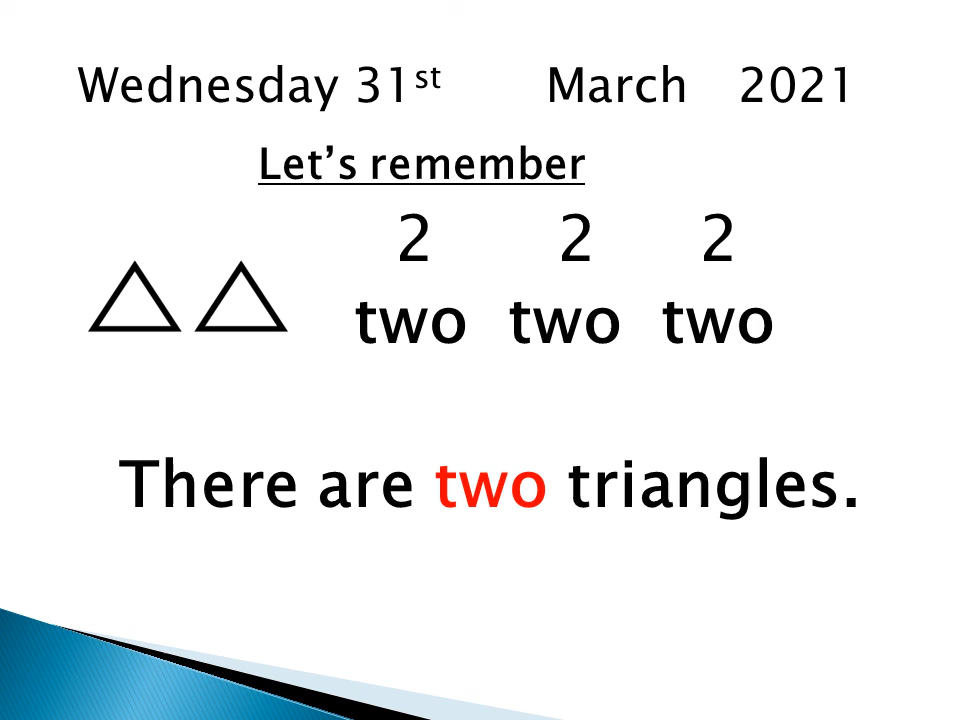 Wednesday 31st March 2021
Let’s remember
2 2 2
two two two
There are two triangles.